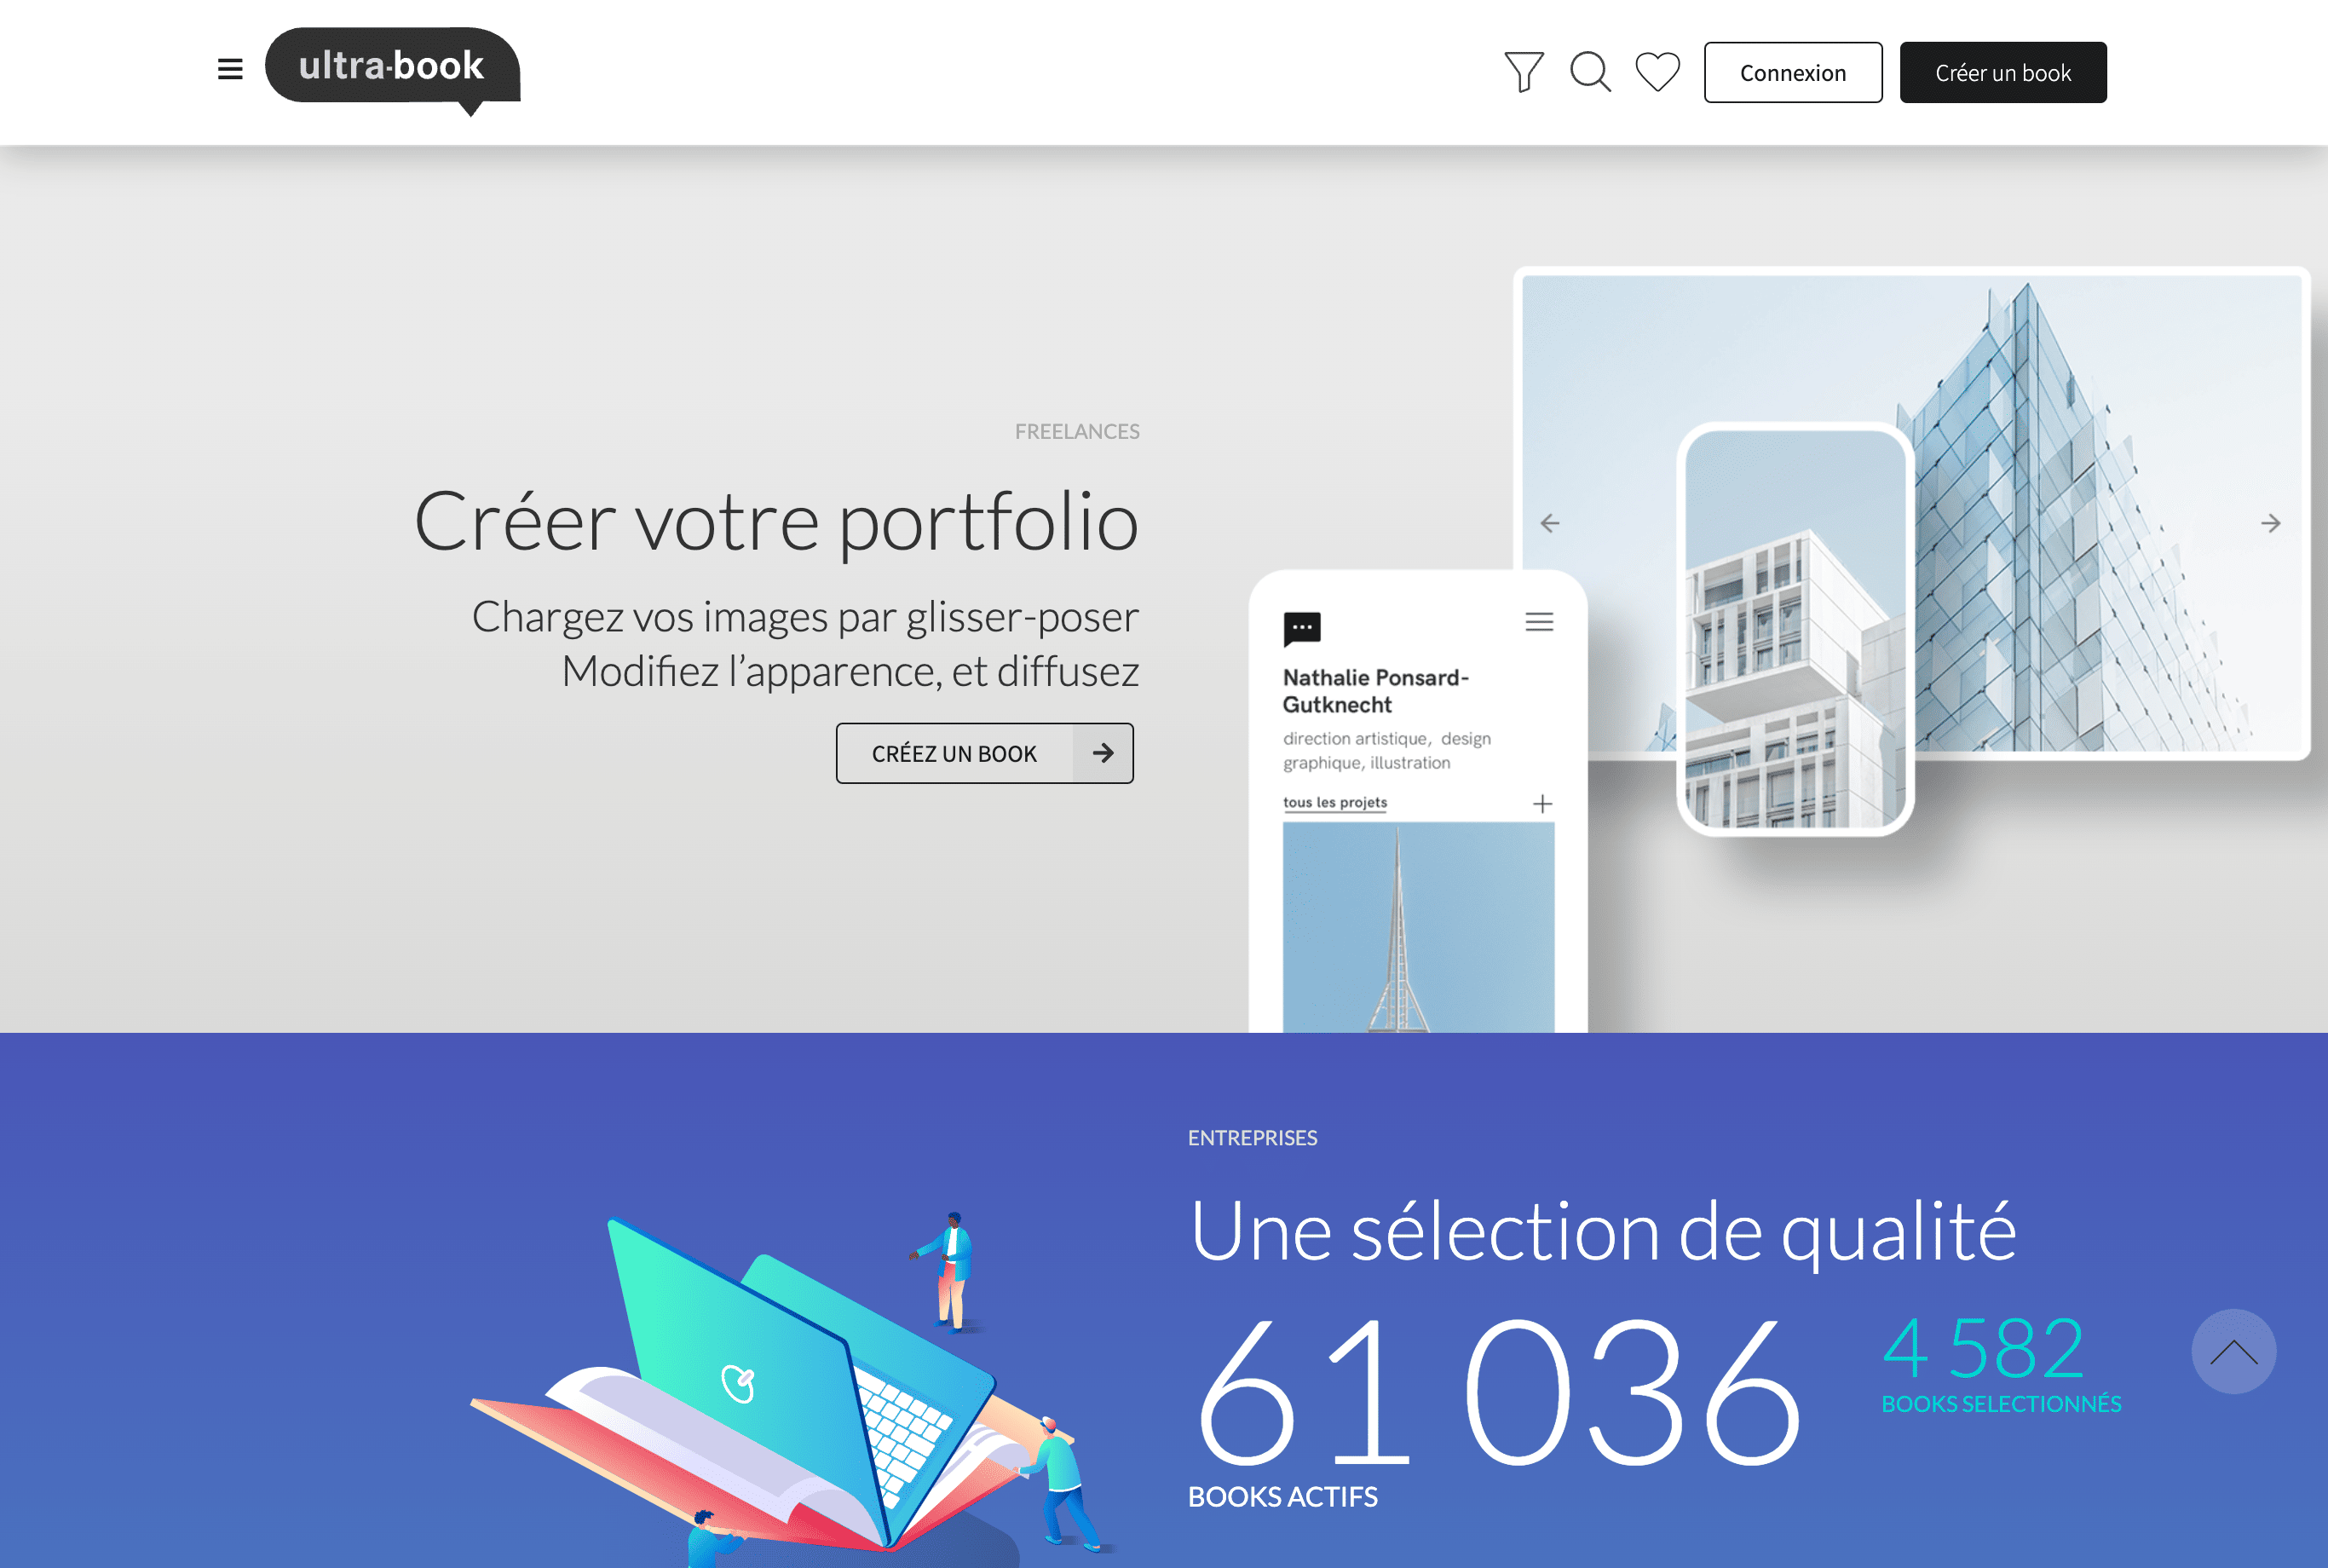 ultra-book
Connexion
Créer un book
FREELANCES
Créer votre portfolio
Chargez vos images par glisser-poser
Modifiez l’apparence, et diffusez
CRÉEZ UN BOOK
Nathalie Ponsard-
Gutknecht
direction artistique, design
graphique, illustration
tous les projets
ENTREPRISES
Une sélection de qualité
61 036
BOOKS ACTIFS
4 582
BOOKS SELECTIONNÉS